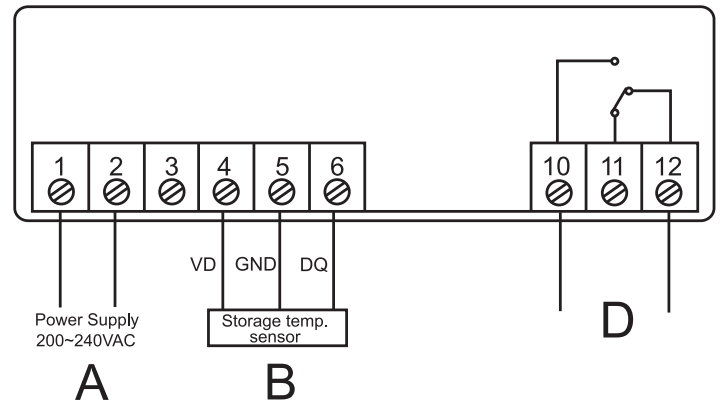 1 2 3 4 5 6 10 11 12
VD GND DQ
Power Supply
200~240VAC
Storage temp.
sensor
A B D